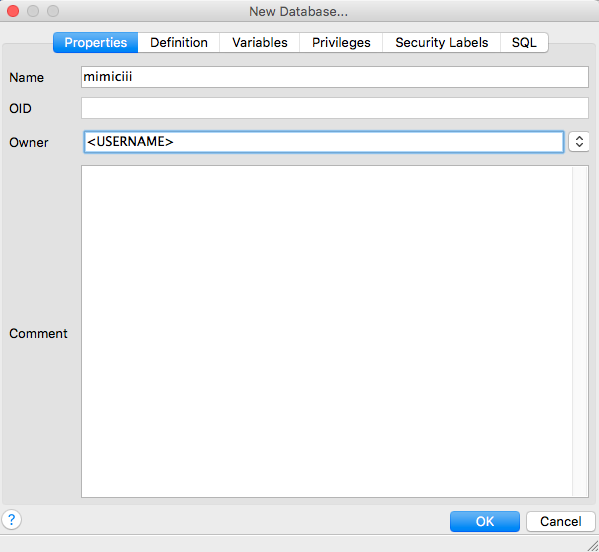 New Database...
Properties Definition Variables Privileges Security Labels SQL
Name mimiciii
OID
Owner <USERNAME>
Comment
? OK Cancel